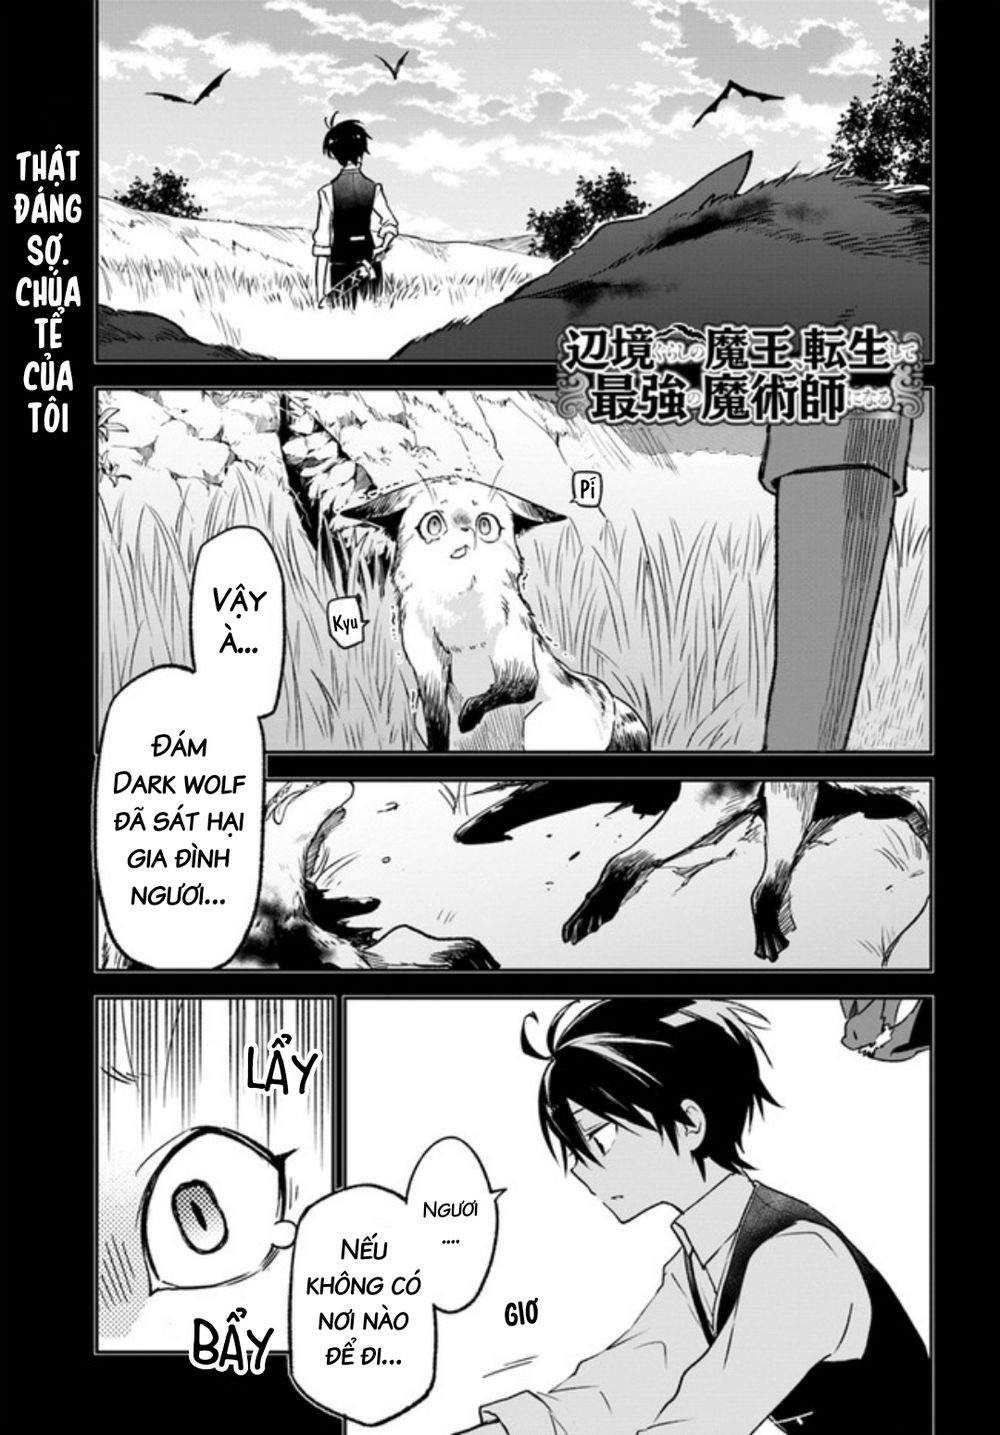 THẬT
ĐÁNG
SỢ.
CHÚA
TỂ
CỦA
TÔI
辺境ぐらしの魔王、転生して
最強の魔術師になる
Pí
Kyu
VẬY
À...
ĐÁM
DARK WOLF
ĐÃ SÁT HẠI
GIA ĐÌNH
NGƯƠI...
LẨY
BẨY
NGƯƠI
....
NẾU
KHÔNG CÓ
NƠI NÀO
ĐỂ ĐI...
GIƠ